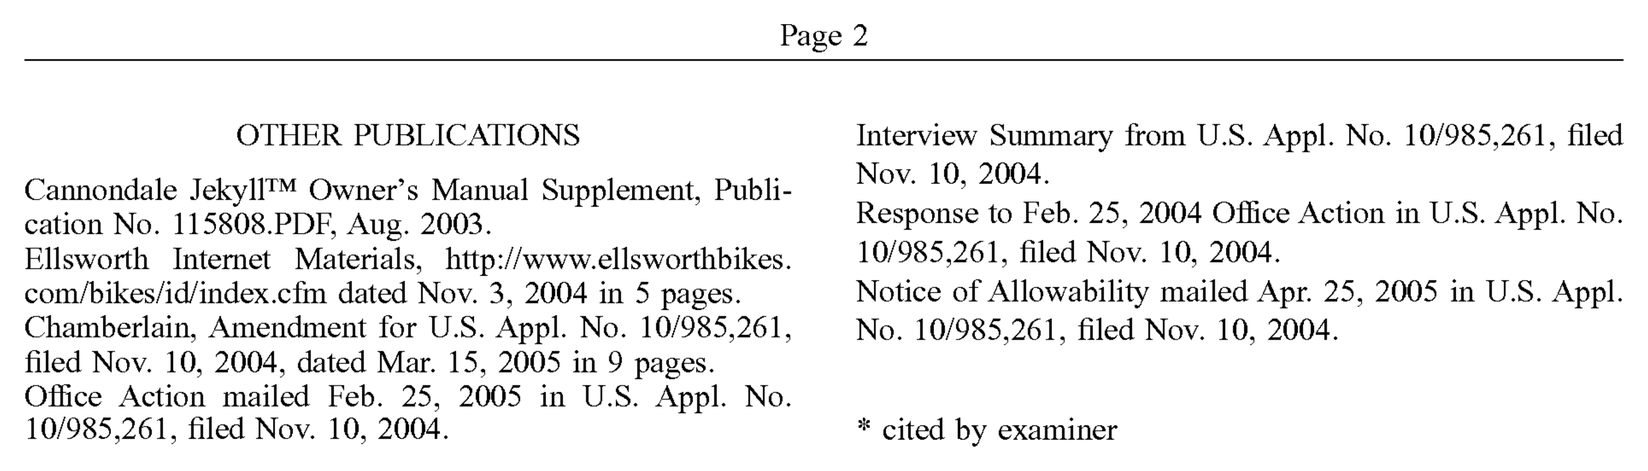 Page 2
OTHER PUBLICATIONS
Cannondale Jekyll™ Owner's Manual Supplement, Publi-
cation No. 115808.PDF, Aug. 2003.
Ellsworth Internet Materials, http://www.ellsworthbikes.
com/bikes/id/index.cfm dated Nov. 3, 2004 in 5 pages.
Chamberlain, Amendment for U.S. Appl. No. 10/985,261,
filed Nov. 10, 2004, dated Mar. 15, 2005 in 9 pages.
Office Action mailed Feb. 25, 2005 in U.S. Appl. No.
10/985,261, filed Nov. 10, 2004.
Interview Summary from U.S. Appl. No. 10/985,261, filed
Nov. 10, 2004.
Response to Feb. 25, 2004 Office Action in U.S. Appl. No.
10/985,261, filed Nov. 10, 2004.
Notice of Allowability mailed Apr. 25, 2005 in U.S. Appl.
No. 10/985,261, filed Nov. 10, 2004.
* cited by examiner